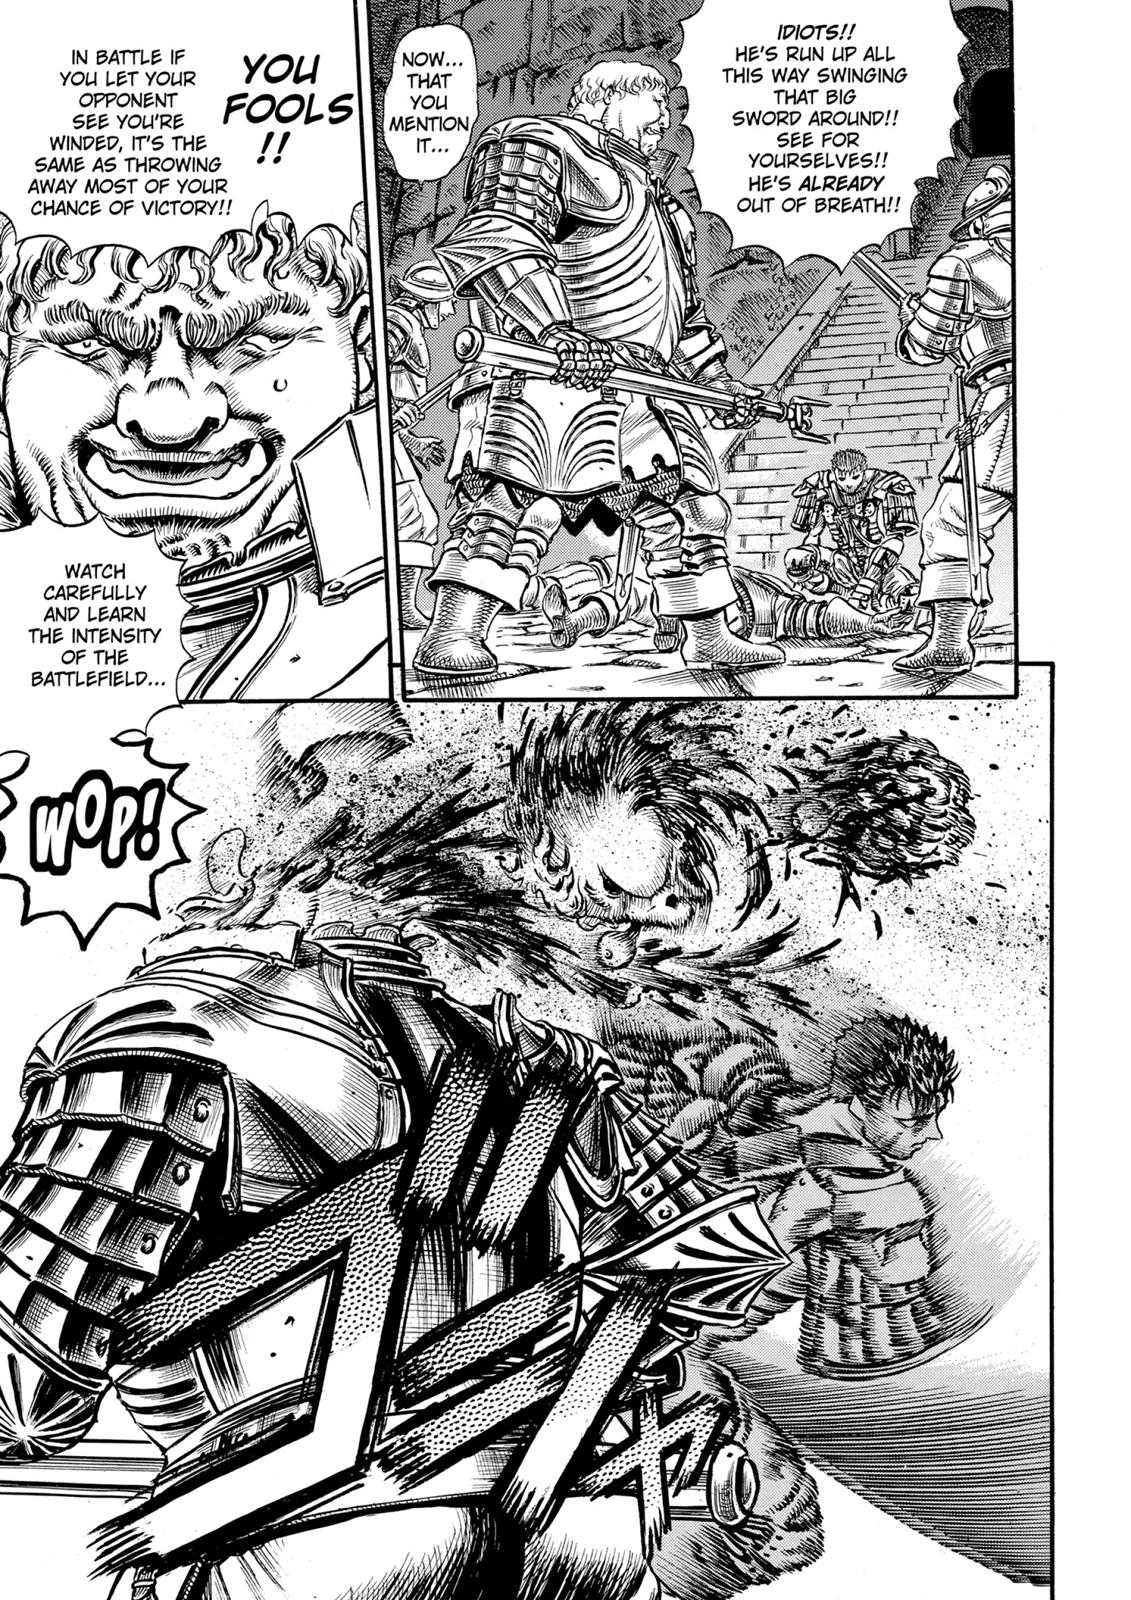 IDIOTS!!
HE'S RUN UP ALL
THIS WAY SWINGING
THAT BIG
SWORD AROUND!!
SEE FOR
YOURSELVES!!
HE'S ALREADY
OUT OF BREATH!!
NOW...
THAT
YOU
MENTION
IT...
YOU
FOOLS
!!
IN BATTLE IF
YOU LET YOUR
OPPONENT
SEE YOU'RE
WINDED, IT'S THE
SAME AS THROWING
AWAY MOST OF YOUR
CHANCE OF VICTORY!!
WATCH
CAREFULLY
AND LEARN
THE INTENSITY
OF THE
BATTLEFIELD...
WOP!